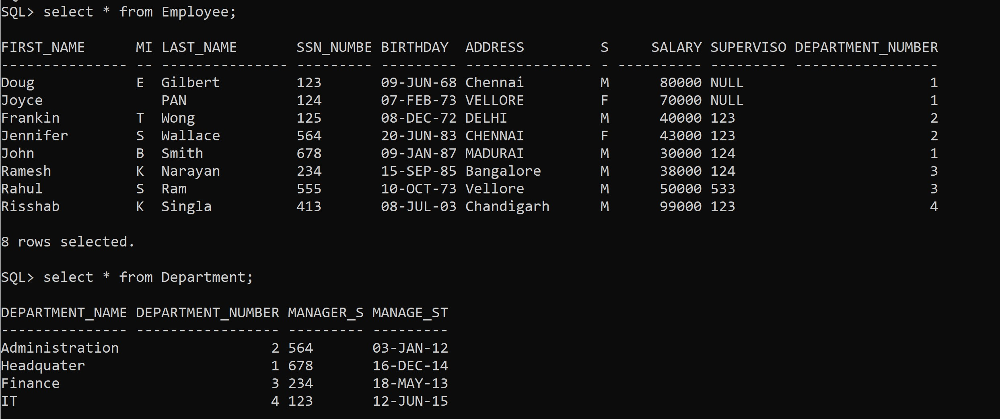 SQL> select * from Employee;
FIRST_NAME      MI LAST_NAME       SSN_NUMBE BIRTHDAY  ADDRESS         S     SALARY SUPERVISO DEPARTMENT_NUMBER
--------------- -- --------------- --------- --------- --------------- - ---------- --------- -----------------
Doug            E  Gilbert         123       09-JUN-68 Chennai         M      80000 NULL                      1
Joyce              PAN             124       07-FEB-73 VELLORE         F      70000 NULL                      1
Frankin         T  Wong            125       08-DEC-72 DELHI           M      40000 123                       2
Jennifer        S  Wallace         564       20-JUN-83 CHENNAI         F      43000 123                       2
John            B  Smith           678       09-JAN-87 MADURAI         M      30000 124                       1
Ramesh          K  Narayan         234       15-SEP-85 Bangalore       M      38000 124                       3
Rahul           S  Ram             555       10-OCT-73 Vellore         M      50000 533                       3
Risshab         K  Singla          413       08-JUL-03 Chandigarh      M      99000 123                       4
8 rows selected.
SQL> select * from Department;
DEPARTMENT_NAME DEPARTMENT_NUMBER MANAGER_S MANAGE_ST
--------------- ----------------- --------- ---------
Administration                  2 564       03-JAN-12
Headquater                      1 678       16-DEC-14
Finance                         3 234       18-MAY-13
IT                              4 123       12-JUN-15